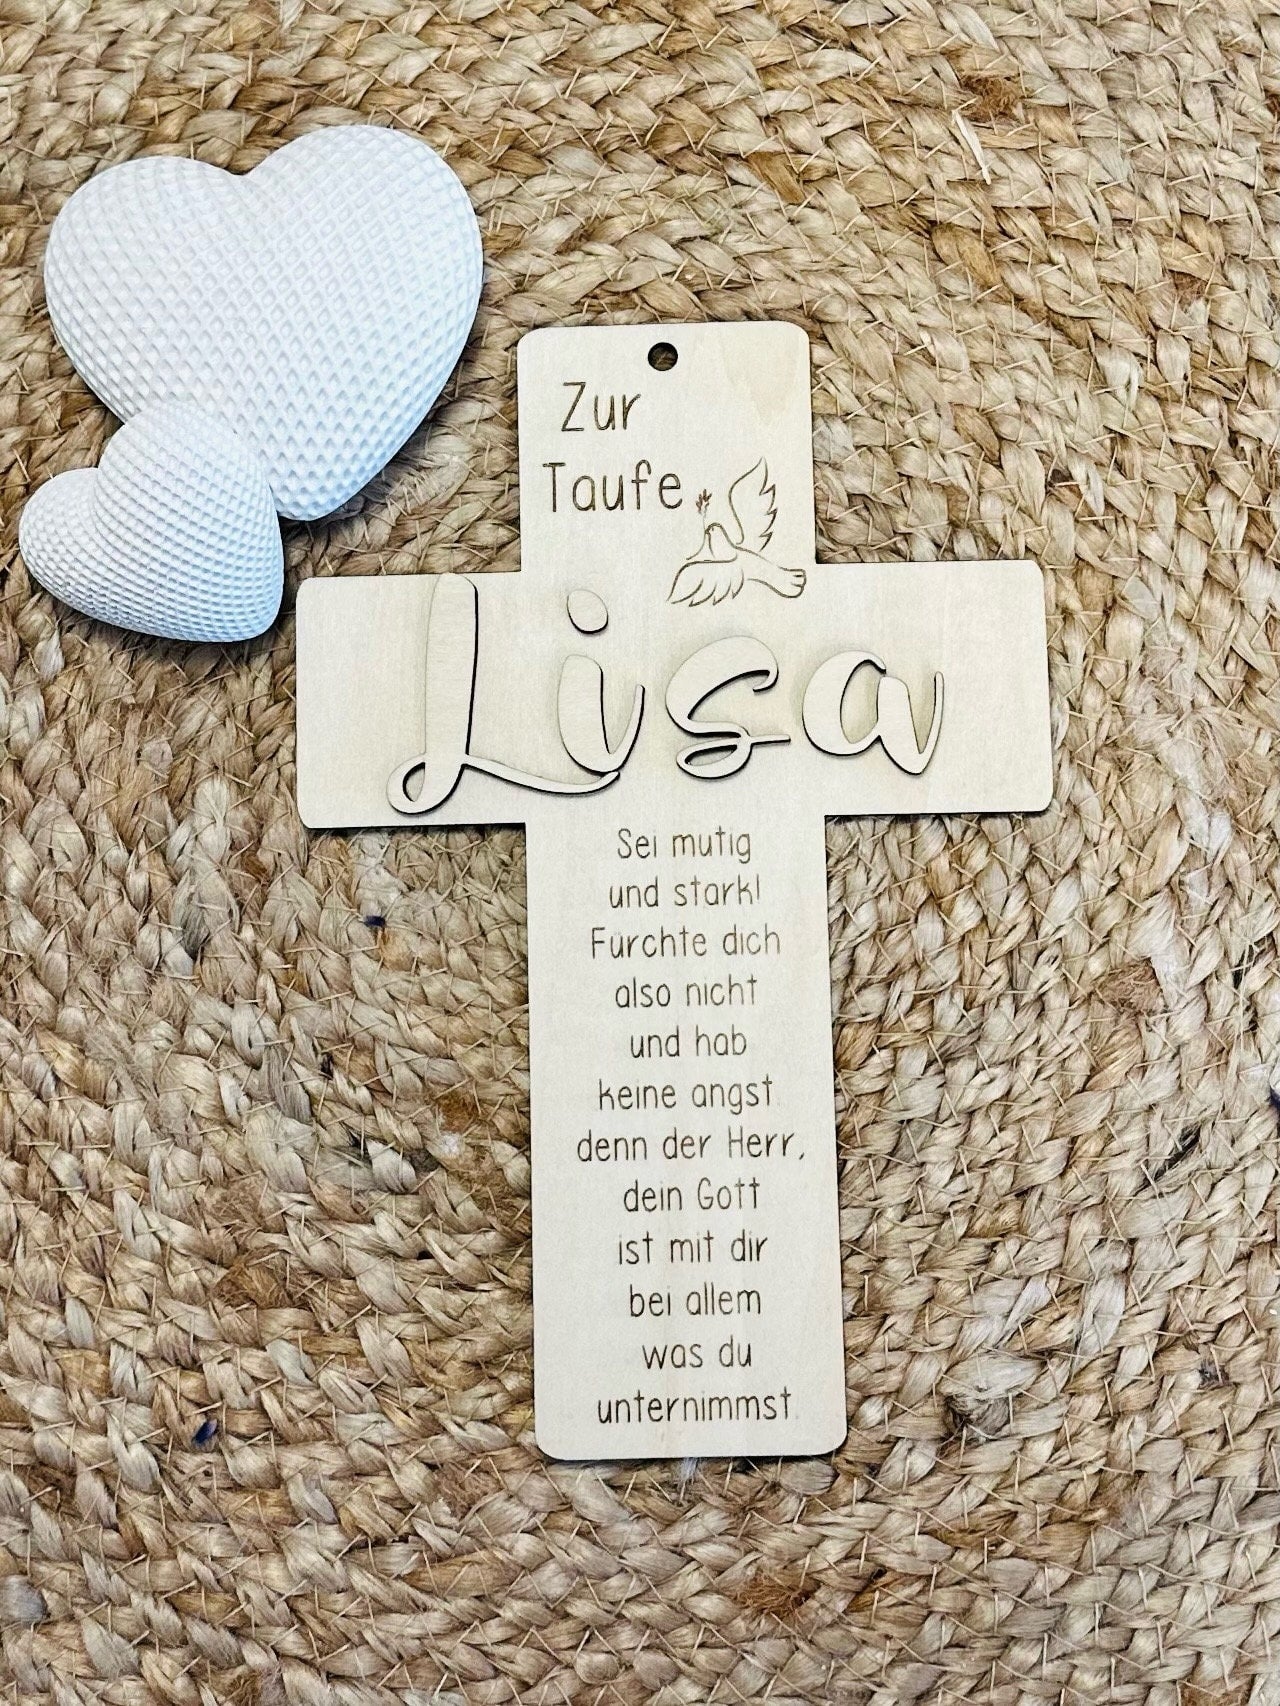 Zur
Taufe
Lisa
Sei mutig
und stark!
Fürchte dich
also nicht
und hab
keine angst
denn der Herr,
dein Gott
ist mit dir
bei allem
was du
unternimmst